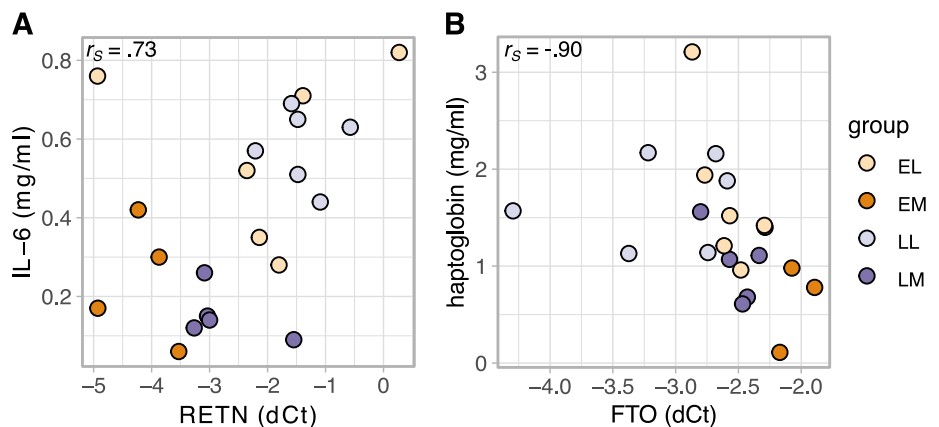 A
r_S = .73
0.8
0.6
0.4
0.2
IL−6 (mg/ml)
−5 −4 −3 −2 −1 0
RETN (dCt)
B
r_S = -.90
3
2
1
0
haptoglobin (mg/ml)
−4.0 −3.5 −3.0 −2.5 −2.0
FTO (dCt)
group
EL
EM
LL
LM